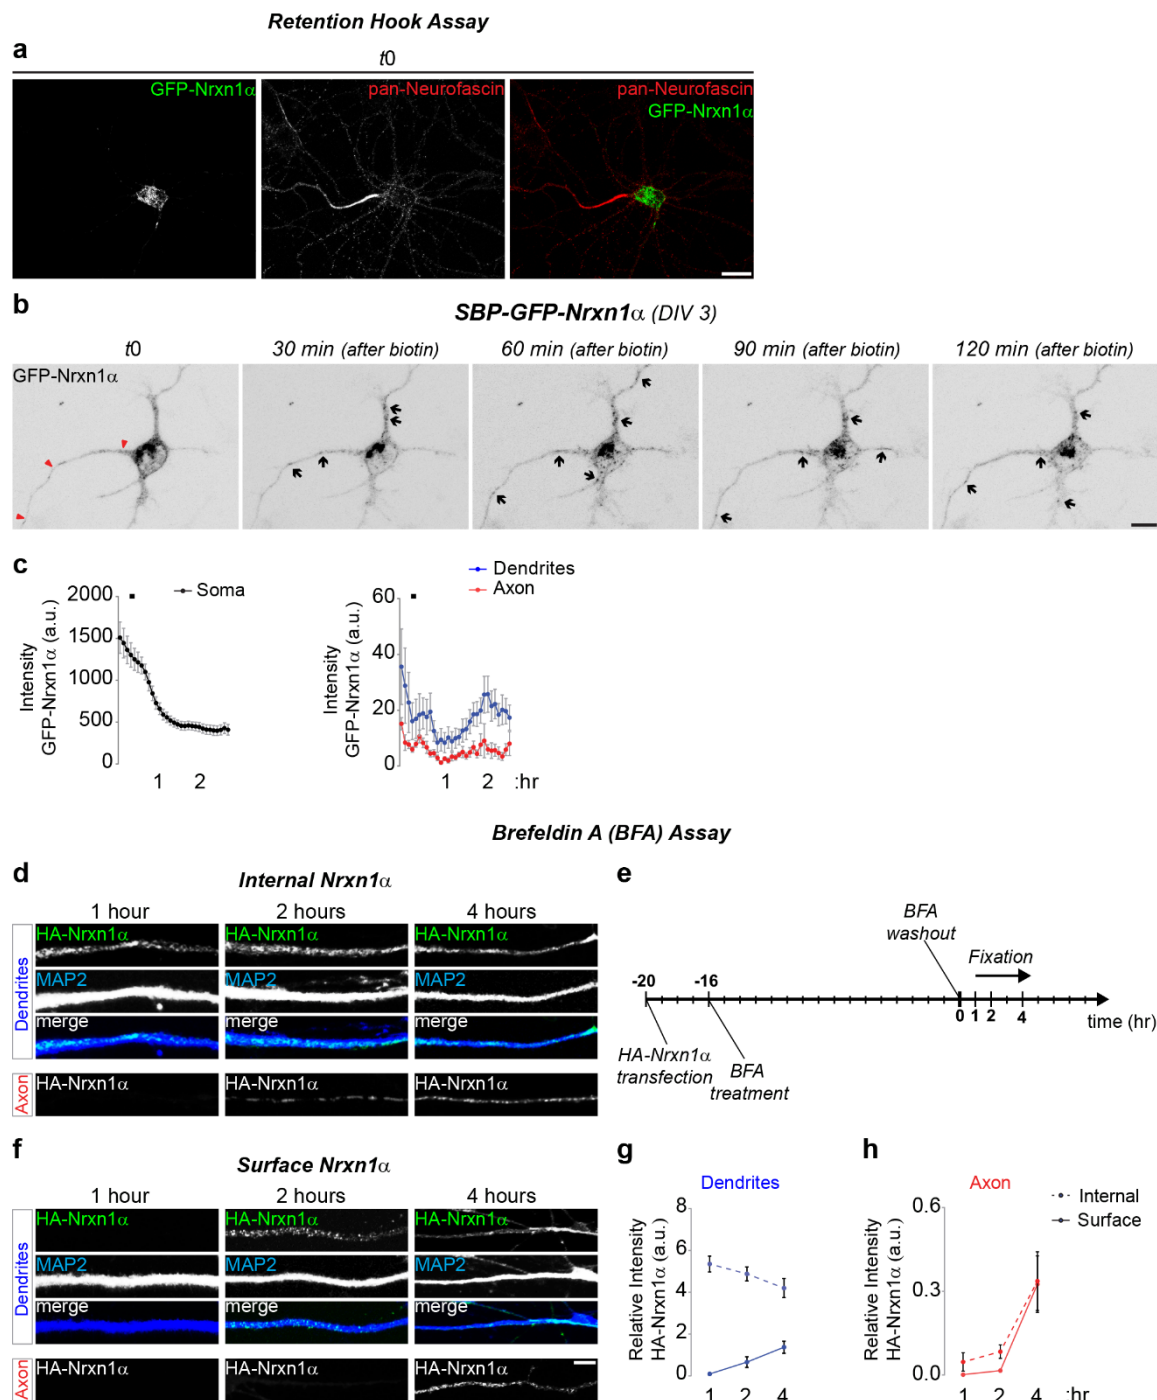 Retention Hook Assay
a
t0
GFP-Nrxn1α
pan-Neurofascin
pan-Neurofascin
GFP-Nrxn1α
b
SBP-GFP-Nrxn1α (DIV 3)
t0
30 min (after biotin)
60 min (after biotin)
90 min (after biotin)
120 min (after biotin)
GFP-Nrxn1α
c
Intensity
GFP-Nrxn1α (a.u.)
2000
1500
1000
500
0
Soma
1 2
Intensity
GFP-Nrxn1α (a.u.)
60
40
20
0
Dendrites
Axon
1 2 :hr
Brefeldin A (BFA) Assay
d
Internal Nrxn1α
1 hour
2 hours
4 hours
Dendrites
HA-Nrxn1α
HA-Nrxn1α
HA-Nrxn1α
MAP2
MAP2
MAP2
merge
merge
merge
Axon
HA-Nrxn1α
HA-Nrxn1α
HA-Nrxn1α
e
BFA
washout
Fixation
-20
-16
0 1 2 4
time (hr)
HA-Nrxn1α
transfection
BFA
treatment
f
Surface Nrxn1α
1 hour
2 hours
4 hours
Dendrites
HA-Nrxn1α
HA-Nrxn1α
HA-Nrxn1α
MAP2
MAP2
MAP2
merge
merge
merge
Axon
HA-Nrxn1α
HA-Nrxn1α
HA-Nrxn1α
g
Dendrites
Relative Intensity
HA-Nrxn1α (a.u.)
8
6
4
2
0
1 2 4
h
Axon
Internal
Surface
Relative Intensity
HA-Nrxn1α (a.u.)
0.6
0.3
0.0
1 2 4 :hr